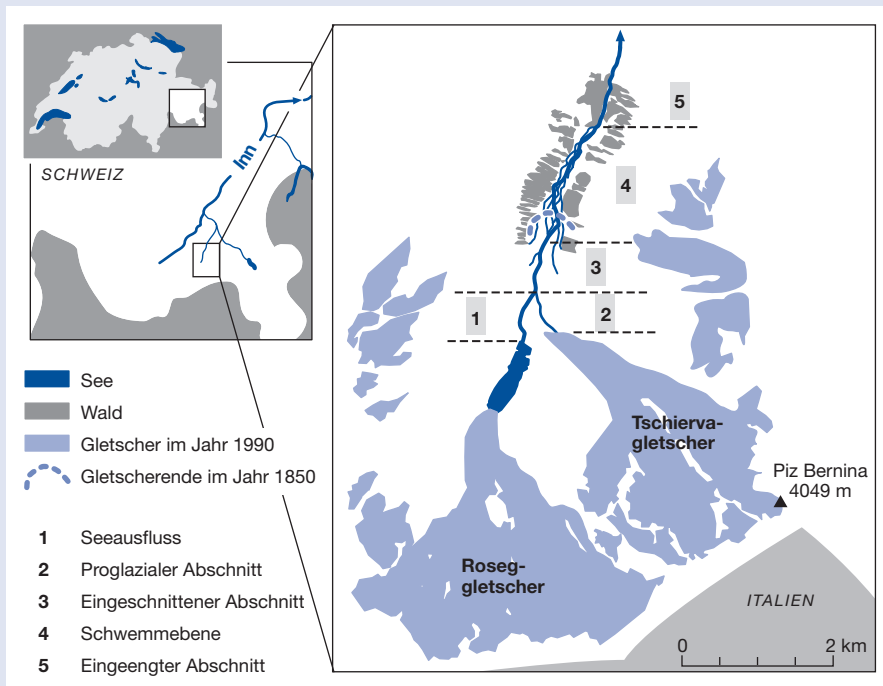 SCHWEIZ
Inn
See
Wald
Gletscher im Jahr 1990
Gletscherende im Jahr 1850
1 Seeausfluss
2 Proglazialer Abschnitt
3 Eingeschnittener Abschnitt
4 Schwemmebene
5 Eingeengter Abschnitt
5
4
3
1
2
Tschierva-
gletscher
Piz Bernina
4049 m
Roseg-
gletscher
ITALIEN
0 2 km